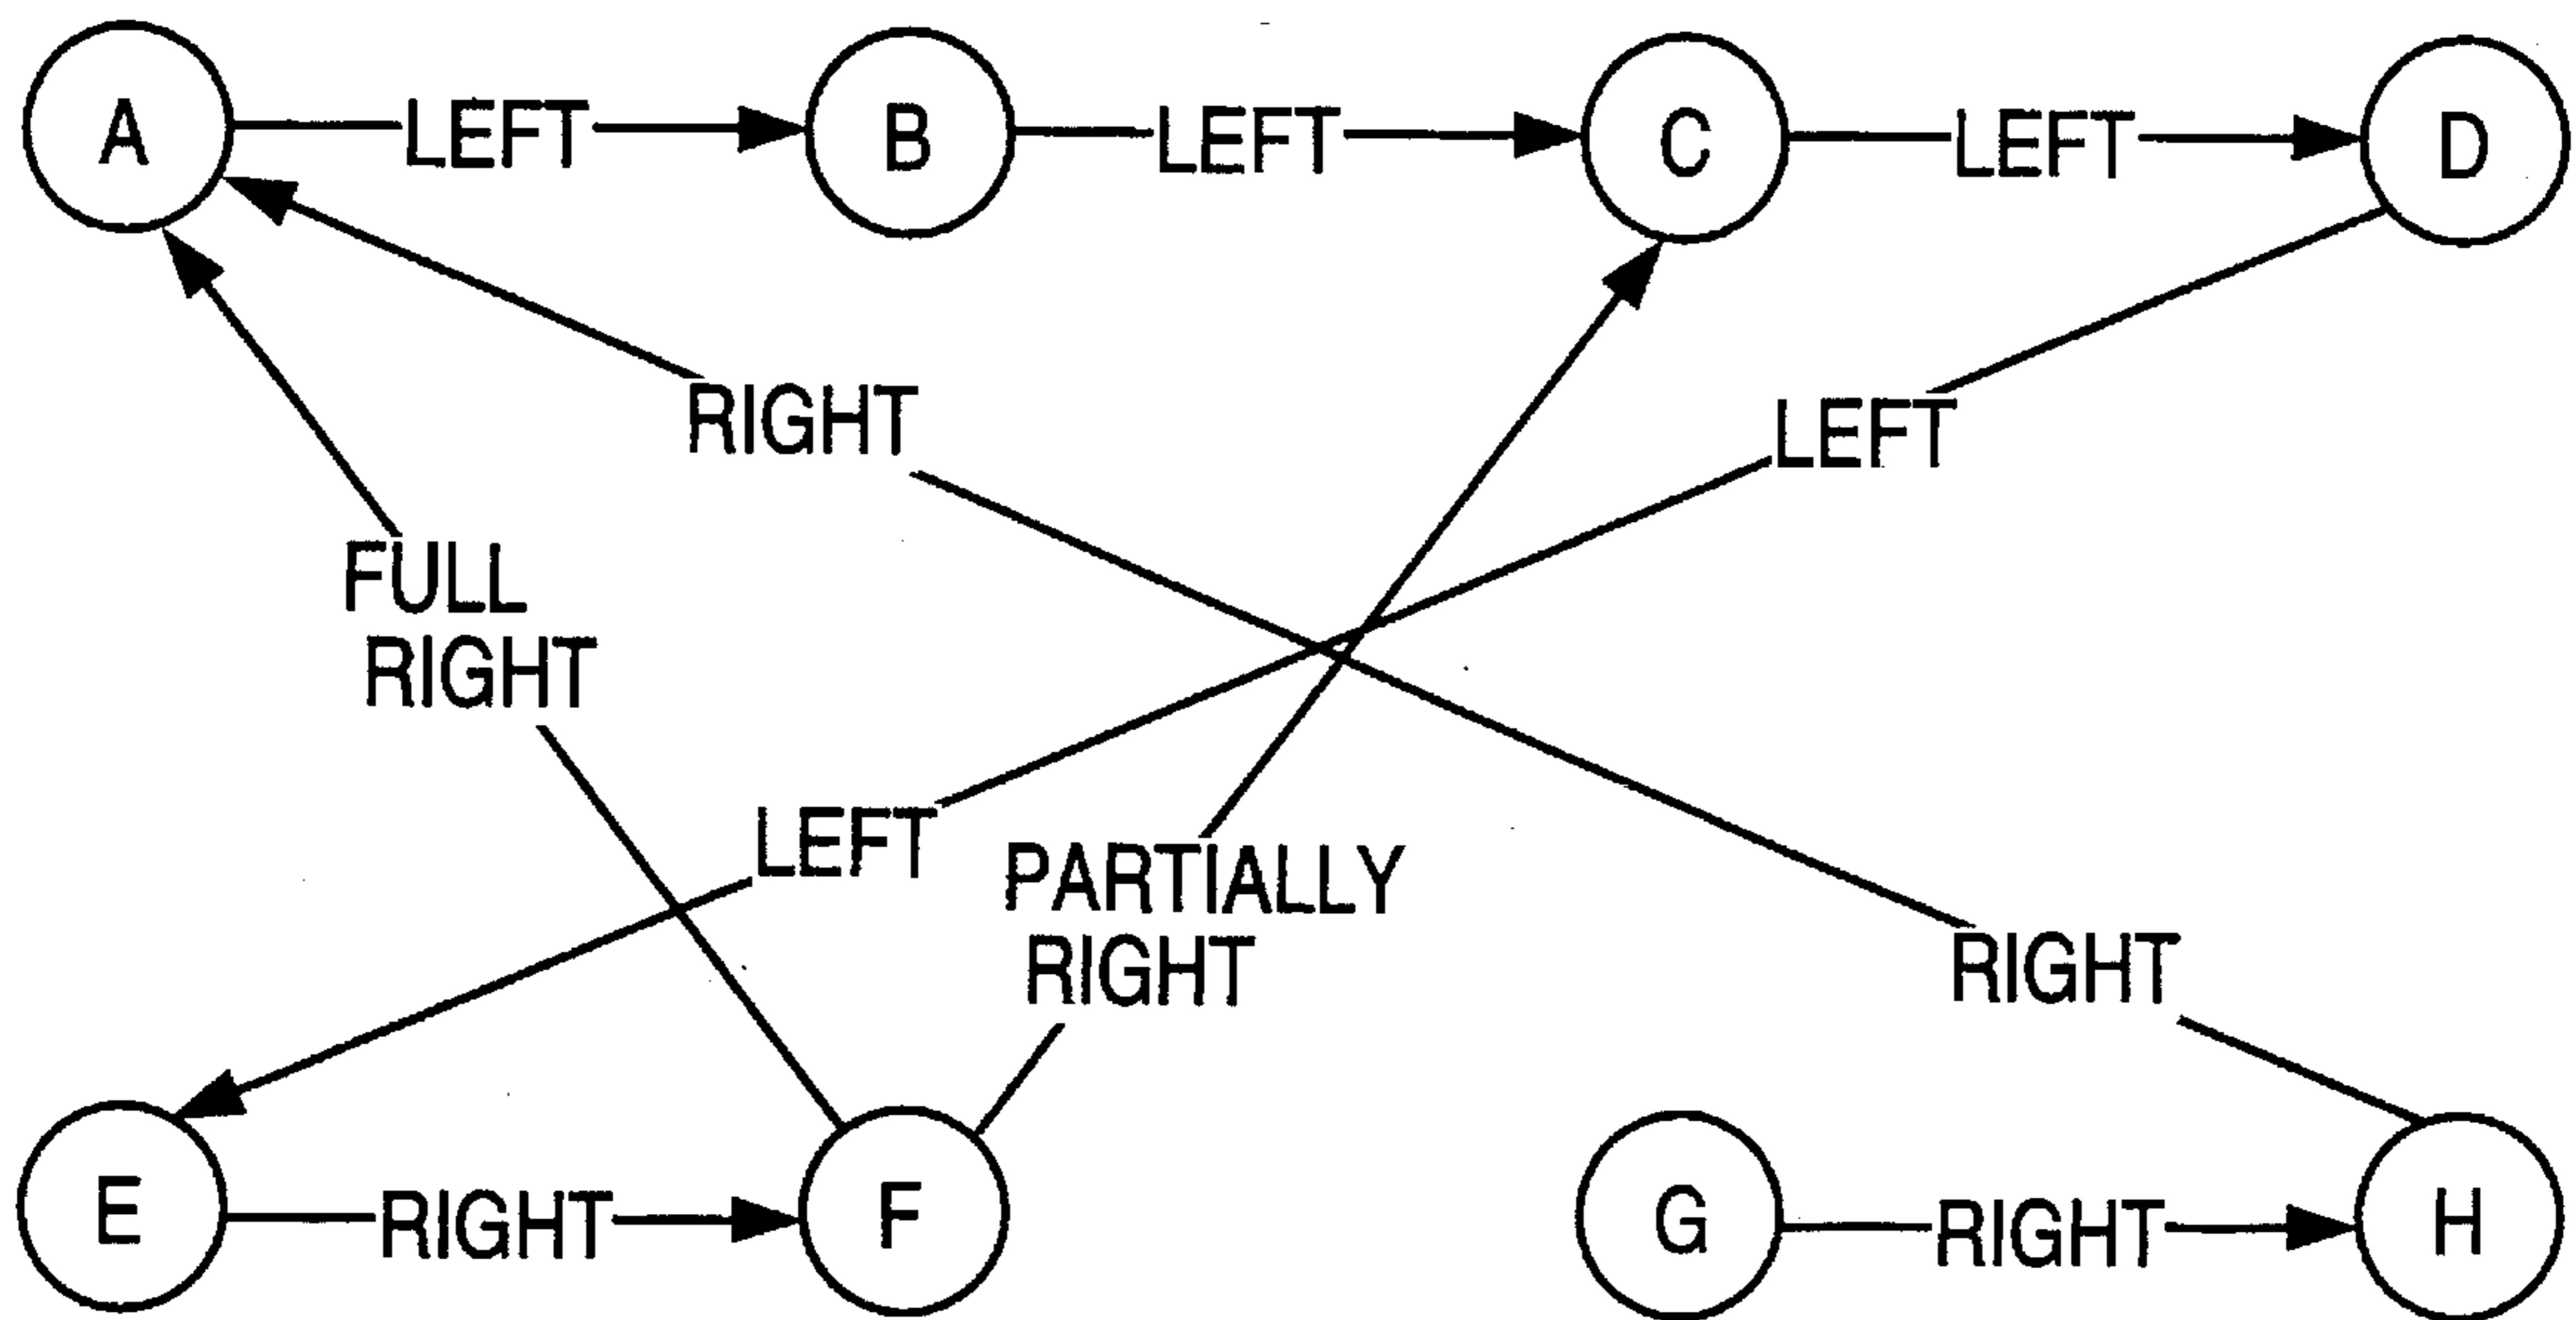 A LEFT B LEFT C LEFT D
RIGHT LEFT
FULL
RIGHT
LEFT PARTIALLY
RIGHT RIGHT
E RIGHT F G RIGHT H